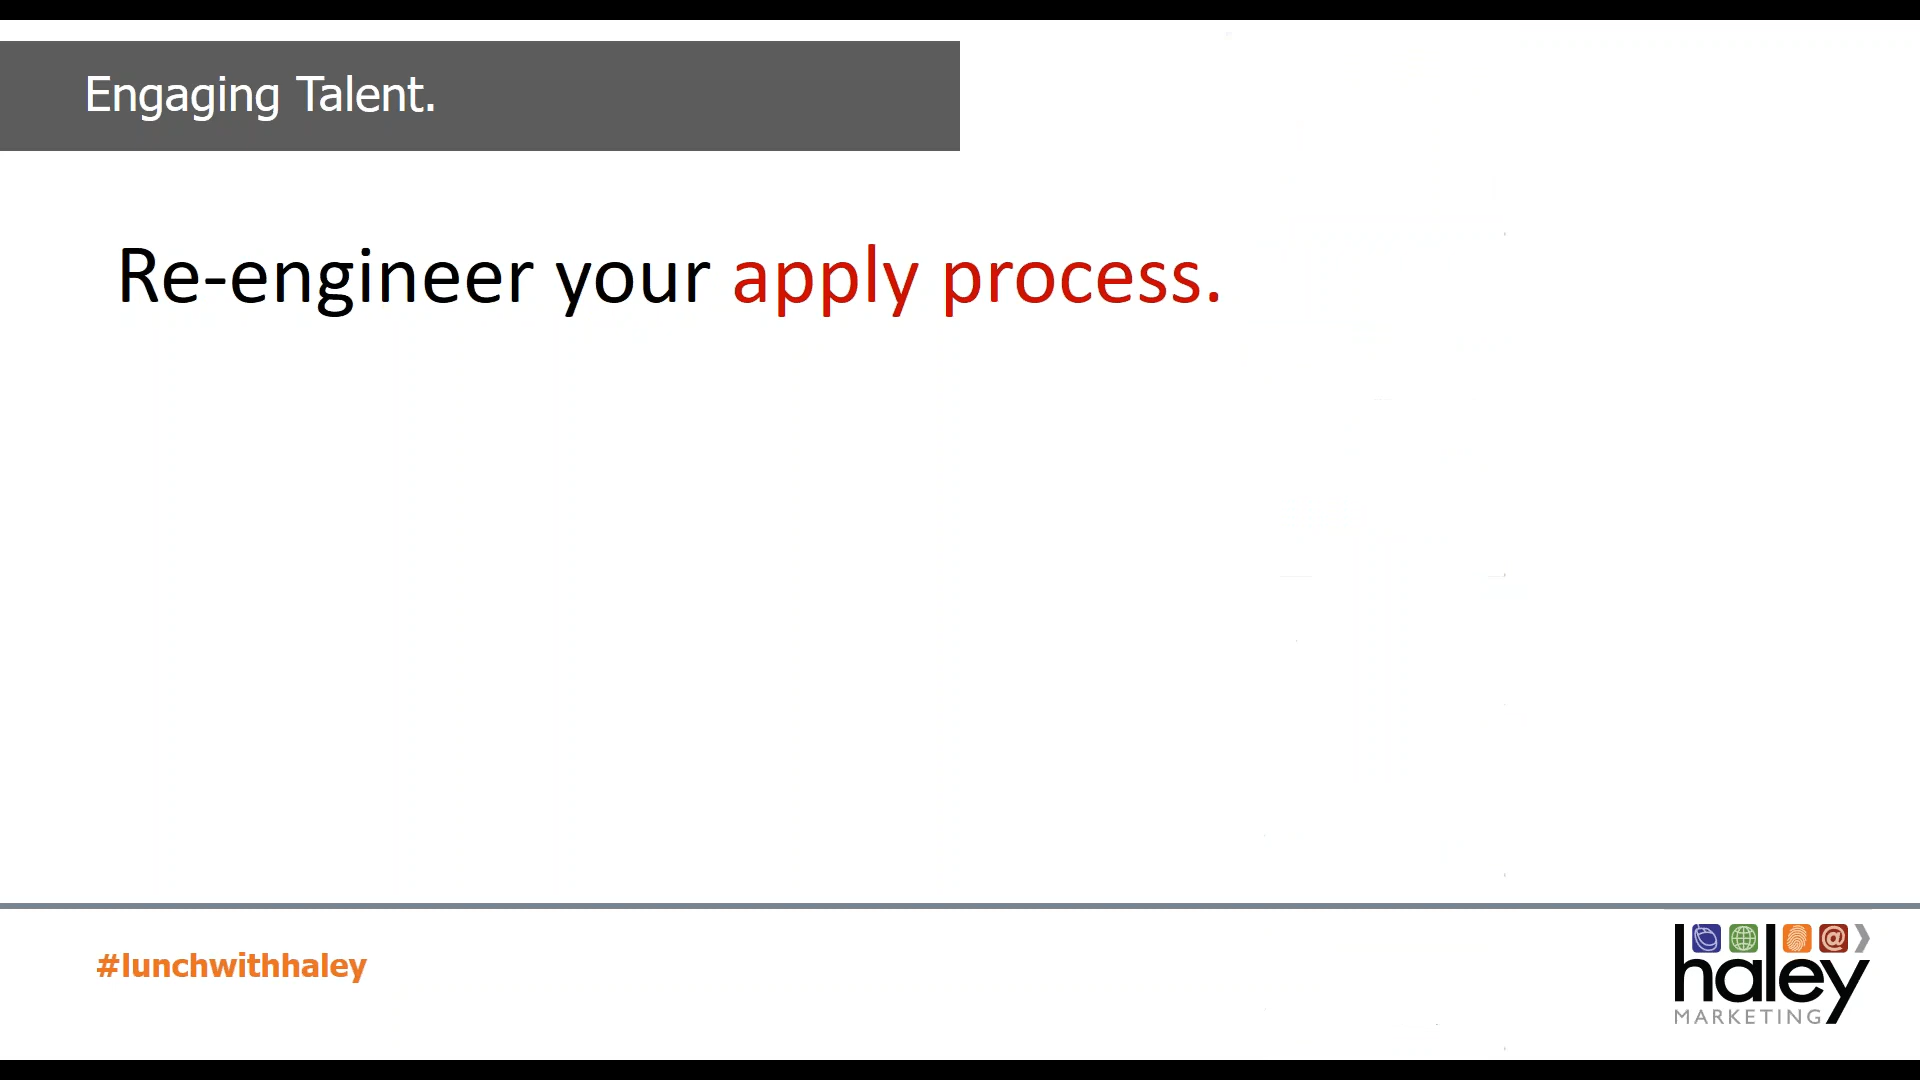 Engaging Talent.
Re-engineer your apply process.
#lunchwithhaley
@
haley
MARKETING